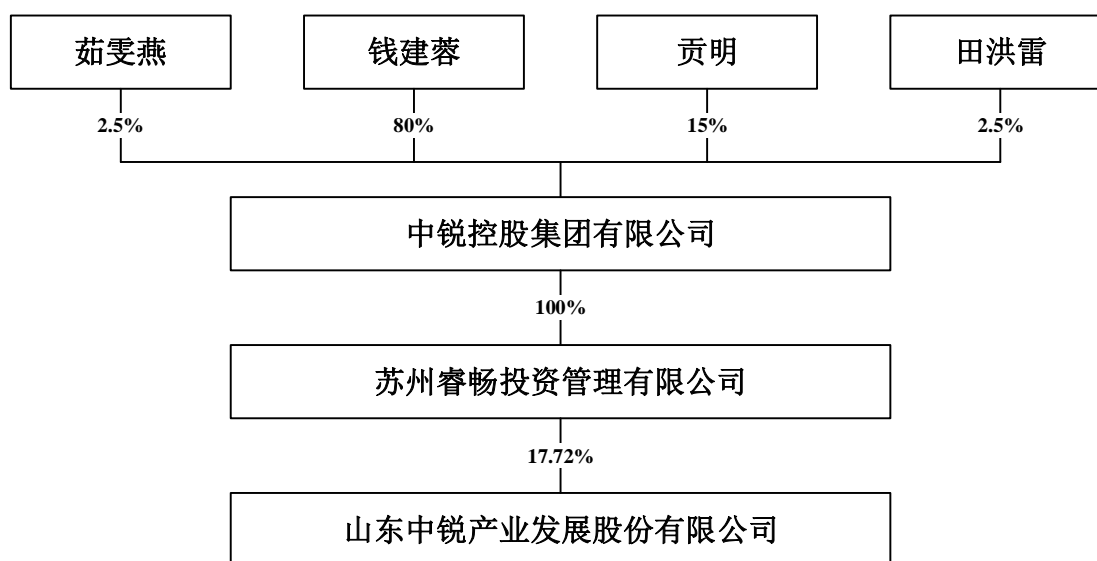 茹雯燕
钱建蓉
贡明
田洪雷
2.5%
80%
15%
2.5%
中锐控股集团有限公司
100%
苏州睿畅投资管理有限公司
17.72%
山东中锐产业发展股份有限公司